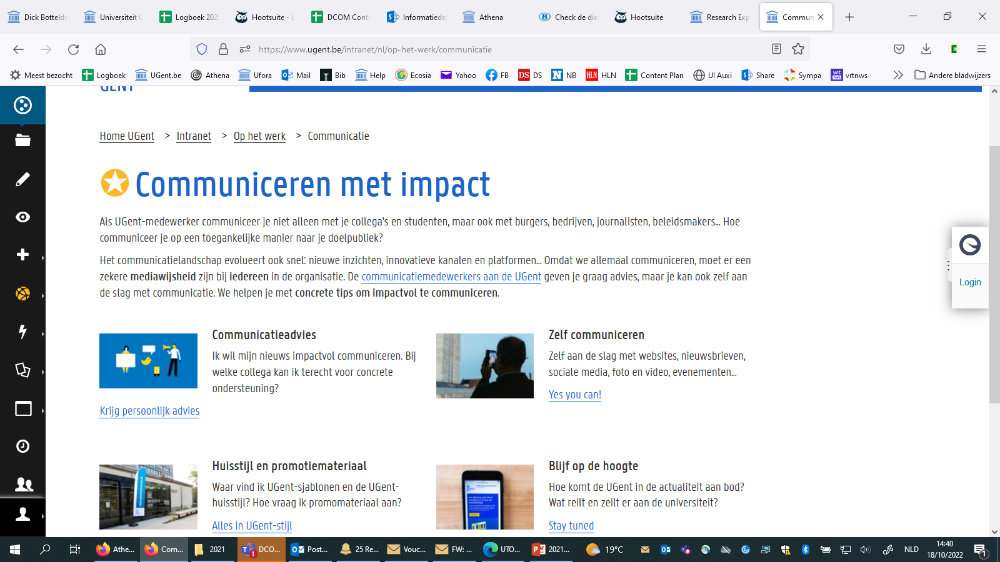 Dick Botteldo
Universiteit G
Logboek 202
Hootsuite - L
DCOM Conte
Informatiede
Athena
Check de die
Hootsuite
Research Exp
Commun
https://www.ugent.be/intranet/nl/op-het-werk/communicatie
Meest bezocht
Logboek
UGent.be
Athena
Ufora
Mail
Bib
Help
Ecosia
Yahoo
FB
DS
DS
N
NB
HLN
HLN
Content Plan
UI Auxi
Share
Sympa
vrt
nws
vrtnws
Andere bladwijzers
GENT
Home UGent > Intranet > Op het werk > Communicatie
Communiceren met impact
Als UGent-medewerker communiceer je niet alleen met je collega's en studenten, maar ook met burgers, bedrijven, journalisten, beleidsmakers... Hoe
communiceer je op een toegankelijke manier naar je doelpubliek?
Het communicatielandschap evolueert ook snel: nieuwe inzichten, innovatieve kanalen en platformen... Omdat we allemaal communiceren, moet er een
zekere mediawijsheid zijn bij iedereen in de organisatie. De communicatiemedewerkers aan de UGent geven je graag advies, maar je kan ook zelf aan
de slag met communicatie. We helpen je met concrete tips om impactvol te communiceren.
Login
Communicatieadvies
Ik wil mijn nieuws impactvol communiceren. Bij
welke collega kan ik terecht voor concrete
ondersteuning?
Krijg persoonlijk advies
Zelf communiceren
Zelf aan de slag met websites, nieuwsbrieven,
sociale media, foto en video, evenementen...
Yes you can!
Huisstijl en promotiemateriaal
Waar vind ik UGent-sjablonen en de UGent-
huisstijl? Hoe vraag ik promomateriaal aan?
Alles in UGent-stijl
Blijf op de hoogte
Hoe komt de UGent in de actualiteit aan bod?
Wat reilt en zeilt er aan de universiteit?
Stay tuned
Athe...
Com...
2021
1
DCO...
Post...
25 Re...
Vouc...
FW: ...
UTO...
2021...
19°C
NLD
14:40
18/10/2022
1